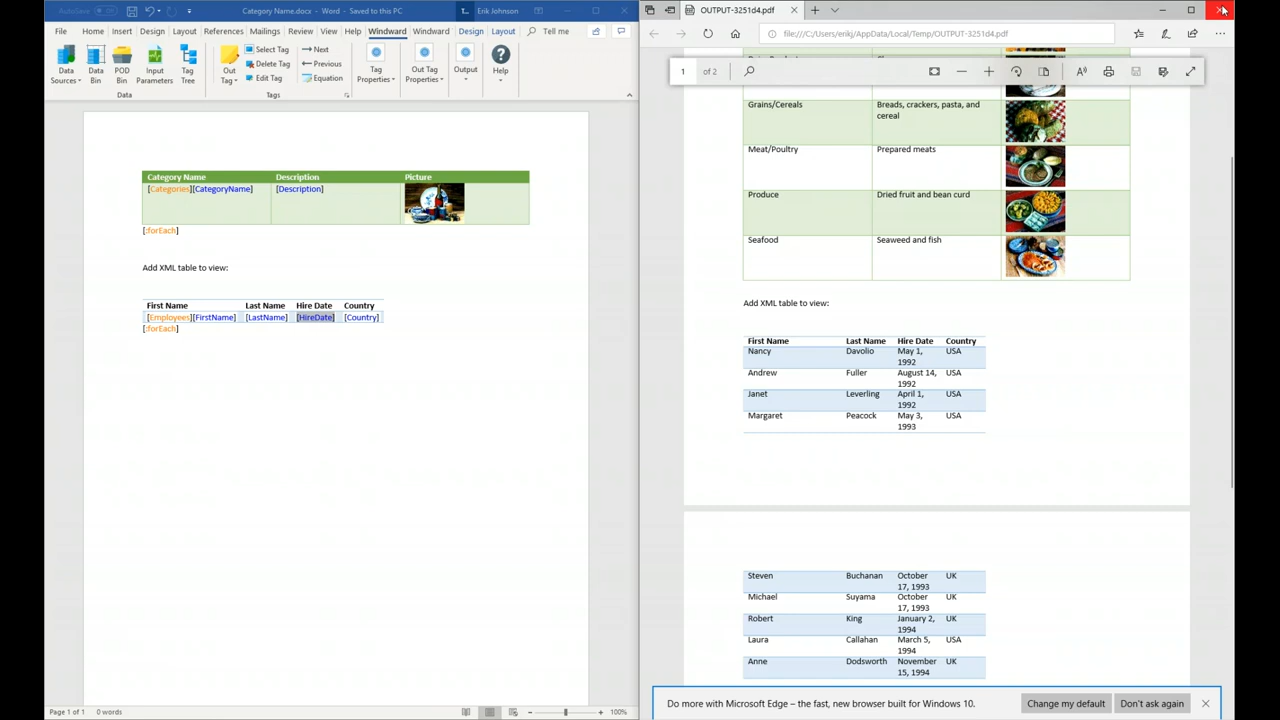 AutoSave Off Category Name.docx - Word - Saved to this PC Erik Johnson
File Home Insert Design Layout References Mailings Review View Help Windward Windward Design Layout Tell me
Data Sources Data Bin POD Bin Input Parameters Tag Tree
Out Tag Select Tag Delete Tag Edit Tag Next Previous Equation
Tag Properties Out Tag Options Output Help
Data Tags
Category Name Description Picture
[Categories][CategoryName] [Description]
[:forEach]
Add XML table to view:
First Name Last Name Hire Date Country
[Employees][FirstName] [LastName] [HireDate] [Country]
[:forEach]
Page 1 of 1 0 words 100%
OUTPUT-3251d4.pdf
file:///C:/Users/erikj/AppData/Local/Temp/OUTPUT-3251d4.pdf
1 of 2
Grains/Cereals Breads, crackers, pasta, and
cereal
Meat/Poultry Prepared meats
Produce Dried fruit and bean curd
Seafood Seaweed and fish
Add XML table to view:
First Name Last Name Hire Date Country
Nancy Davolio May 1, USA
1992
Andrew Fuller August 14, USA
1992
Janet Leverling April 1, USA
1992
Margaret Peacock May 3, USA
1993
Steven Buchanan October UK
17, 1993
Michael Suyama October UK
17, 1993
Robert King January 2, UK
1994
Laura Callahan March 5, USA
1994
Anne Dodsworth November UK
15, 1994
Do more with Microsoft Edge – the fast, new browser built for Windows 10. Change my default Don't ask again